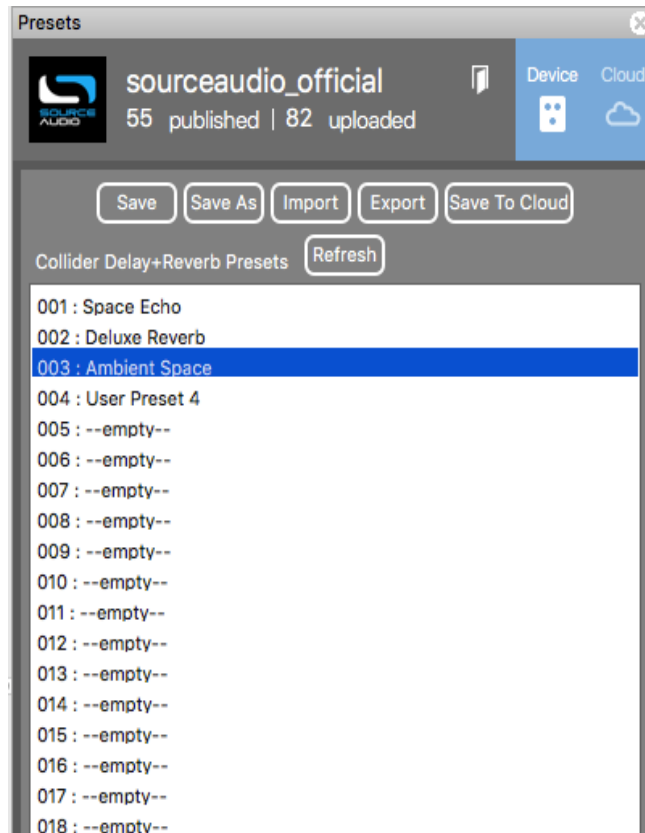 Presets
SOURCE
AUDIO
sourceaudio_official
55 published | 82 uploaded
Device
Cloud
Save
Save As
Import
Export
Save To Cloud
Collider Delay+Reverb Presets
Refresh
001 : Space Echo
002 : Deluxe Reverb
003 : Ambient Space
004 : User Preset 4
005 : --empty--
006 : --empty--
007 : --empty--
008 : --empty--
009 : --empty--
010 : --empty--
011 : --empty--
012 : --empty--
013 : --empty--
014 : --empty--
015 : --empty--
016 : --empty--
017 : --empty--
018 : --empty--